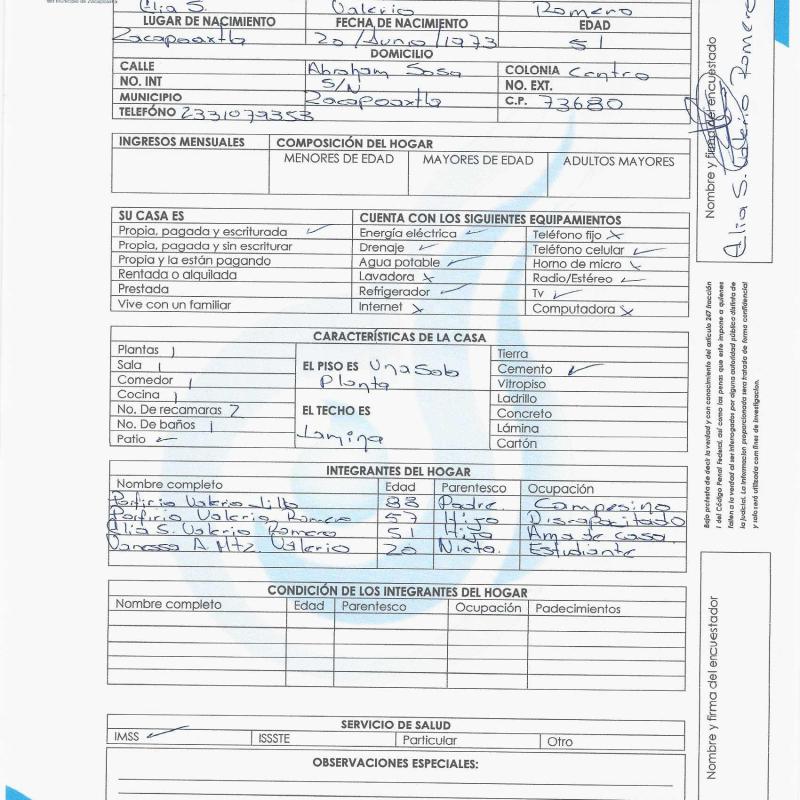 del Municipio de Zacapoaxtla
Elia S. Valerio Romero
LUGAR DE NACIMIENTO FECHA DE NACIMIENTO EDAD
Zacapoaxtla 20/Junio/1973 51
DOMICILIO
CALLE Abraham Sosa COLONIA Centro
NO. INT S/N NO. EXT.
MUNICIPIO Zacapoaxtla C.P. 73680
TELEFÓNO 2331079353
INGRESOS MENSUALES COMPOSICIÓN DEL HOGAR
MENORES DE EDAD MAYORES DE EDAD ADULTOS MAYORES
SU CASA ES CUENTA CON LOS SIGUIENTES EQUIPAMIENTOS
Propia, pagada y escriturada ✓ Energía eléctrica ✓ Teléfono fijo x
Propia, pagada y sin escriturar Drenaje ✓ Teléfono celular ✓
Propia y la están pagando Agua potable ✓ Horno de micro x
Rentada o alquilada Lavadora x Radio/Estéreo ✓
Prestada Refrigerador ✓ Tv ✓
Vive con un familiar Internet x Computadora x
CARACTERÍSTICAS DE LA CASA
Plantas 1
Sala 1
Comedor 1
Cocina 1
No. De recamaras 2
No. De baños 1
Patio ✓
EL PISO ES Una Sola
Planta
EL TECHO ES
Lamina
Tierra
Cemento ✓
Vitropiso
Ladrillo
Concreto
Lámina
Cartón
INTEGRANTES DEL HOGAR
Nombre completo Edad Parentesco Ocupación
Porfirio Valerio 83 Padre. Campesino
Porfirio Valerio Romero 57 Hijo Discapacitado
Elia S. Valerio Romero 51 Hija Ama de casa.
Vanessa A. Mtz. Valerio 20 Nieta. Estudiante
CONDICIÓN DE LOS INTEGRANTES DEL HOGAR
Nombre completo Edad Parentesco Ocupación Padecimientos
SERVICIO DE SALUD
IMSS ✓ ISSSTE Particular Otro
OBSERVACIONES ESPECIALES:
Nombre y firma del encuestado
Elia S. Valerio Romero
Bajo protesta de decir la verdad y con conocimiento del artículo 247 fracción
I del Código Penal Federal, así como las penas que este impone a quienes
falten a la verdad al ser interrogados por alguna autoridad pública distinta de
la judicial. La información proporcionada sera tratada de forma confidencial
y solo será utilizada con fines de investigacion.
Nombre y firma del encuestador